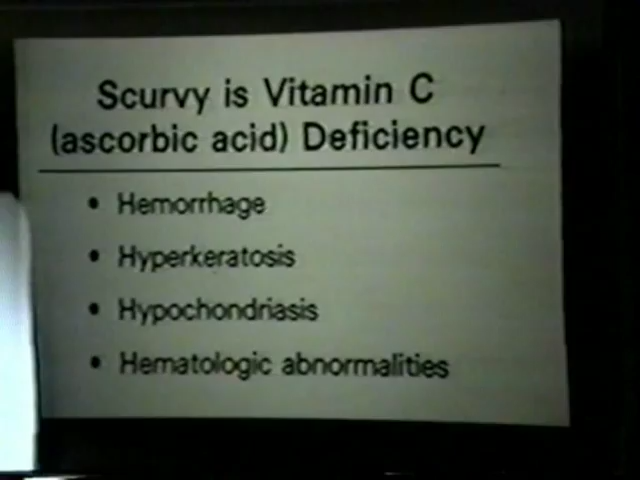 Scurvy is Vitamin C
(ascorbic acid) Deficiency
• Hemorrhage
• Hyperkeratosis
• Hypochondriasis
• Hematologic abnormalities